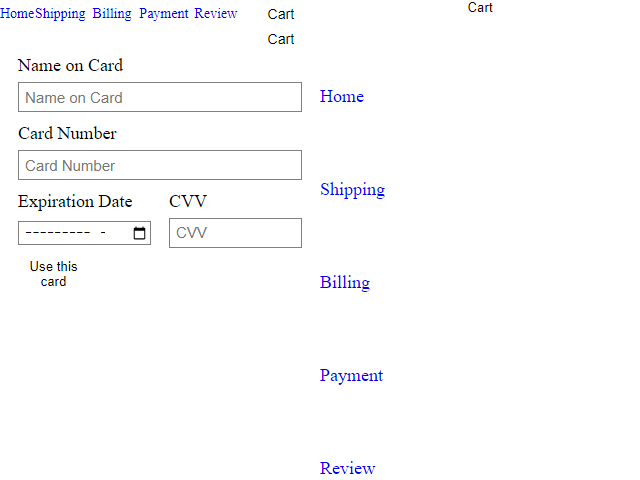 HomeShipping Billing Payment Review Cart Cart
Cart
Name on Card
Name on Card
Home
Card Number
Card Number
Shipping
Expiration Date CVV
--------- - CVV
Use this
card
Billing
Payment
Review